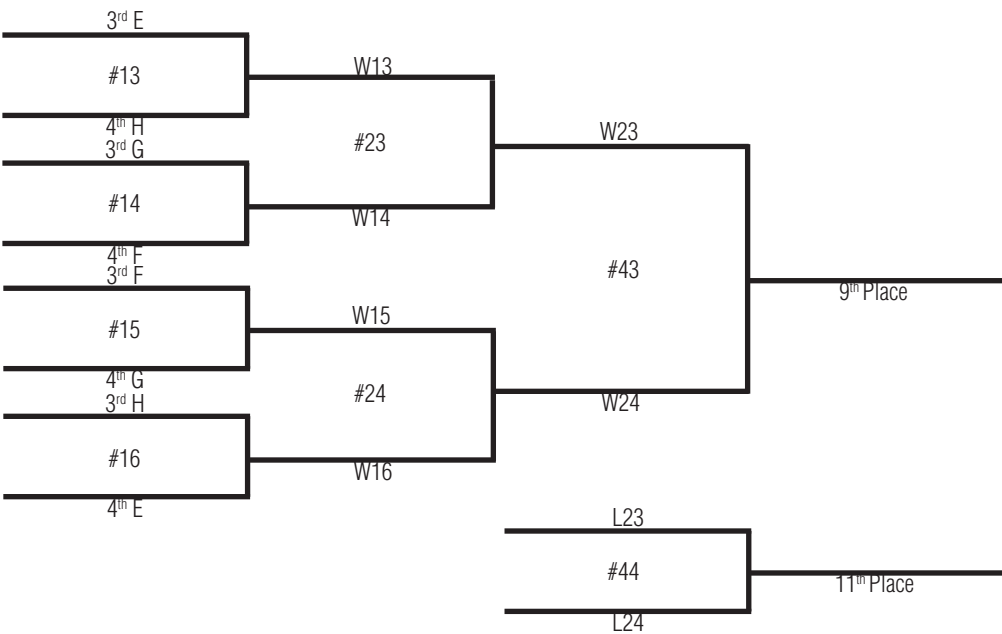 3rd E
#13
4th H
3rd G
#14
4th F
3rd F
#15
4th G
3rd H
#16
4th E
W13
#23
W14
W15
#24
W16
W23
#43
W24
9th Place
L23
#44
L24
11th Place